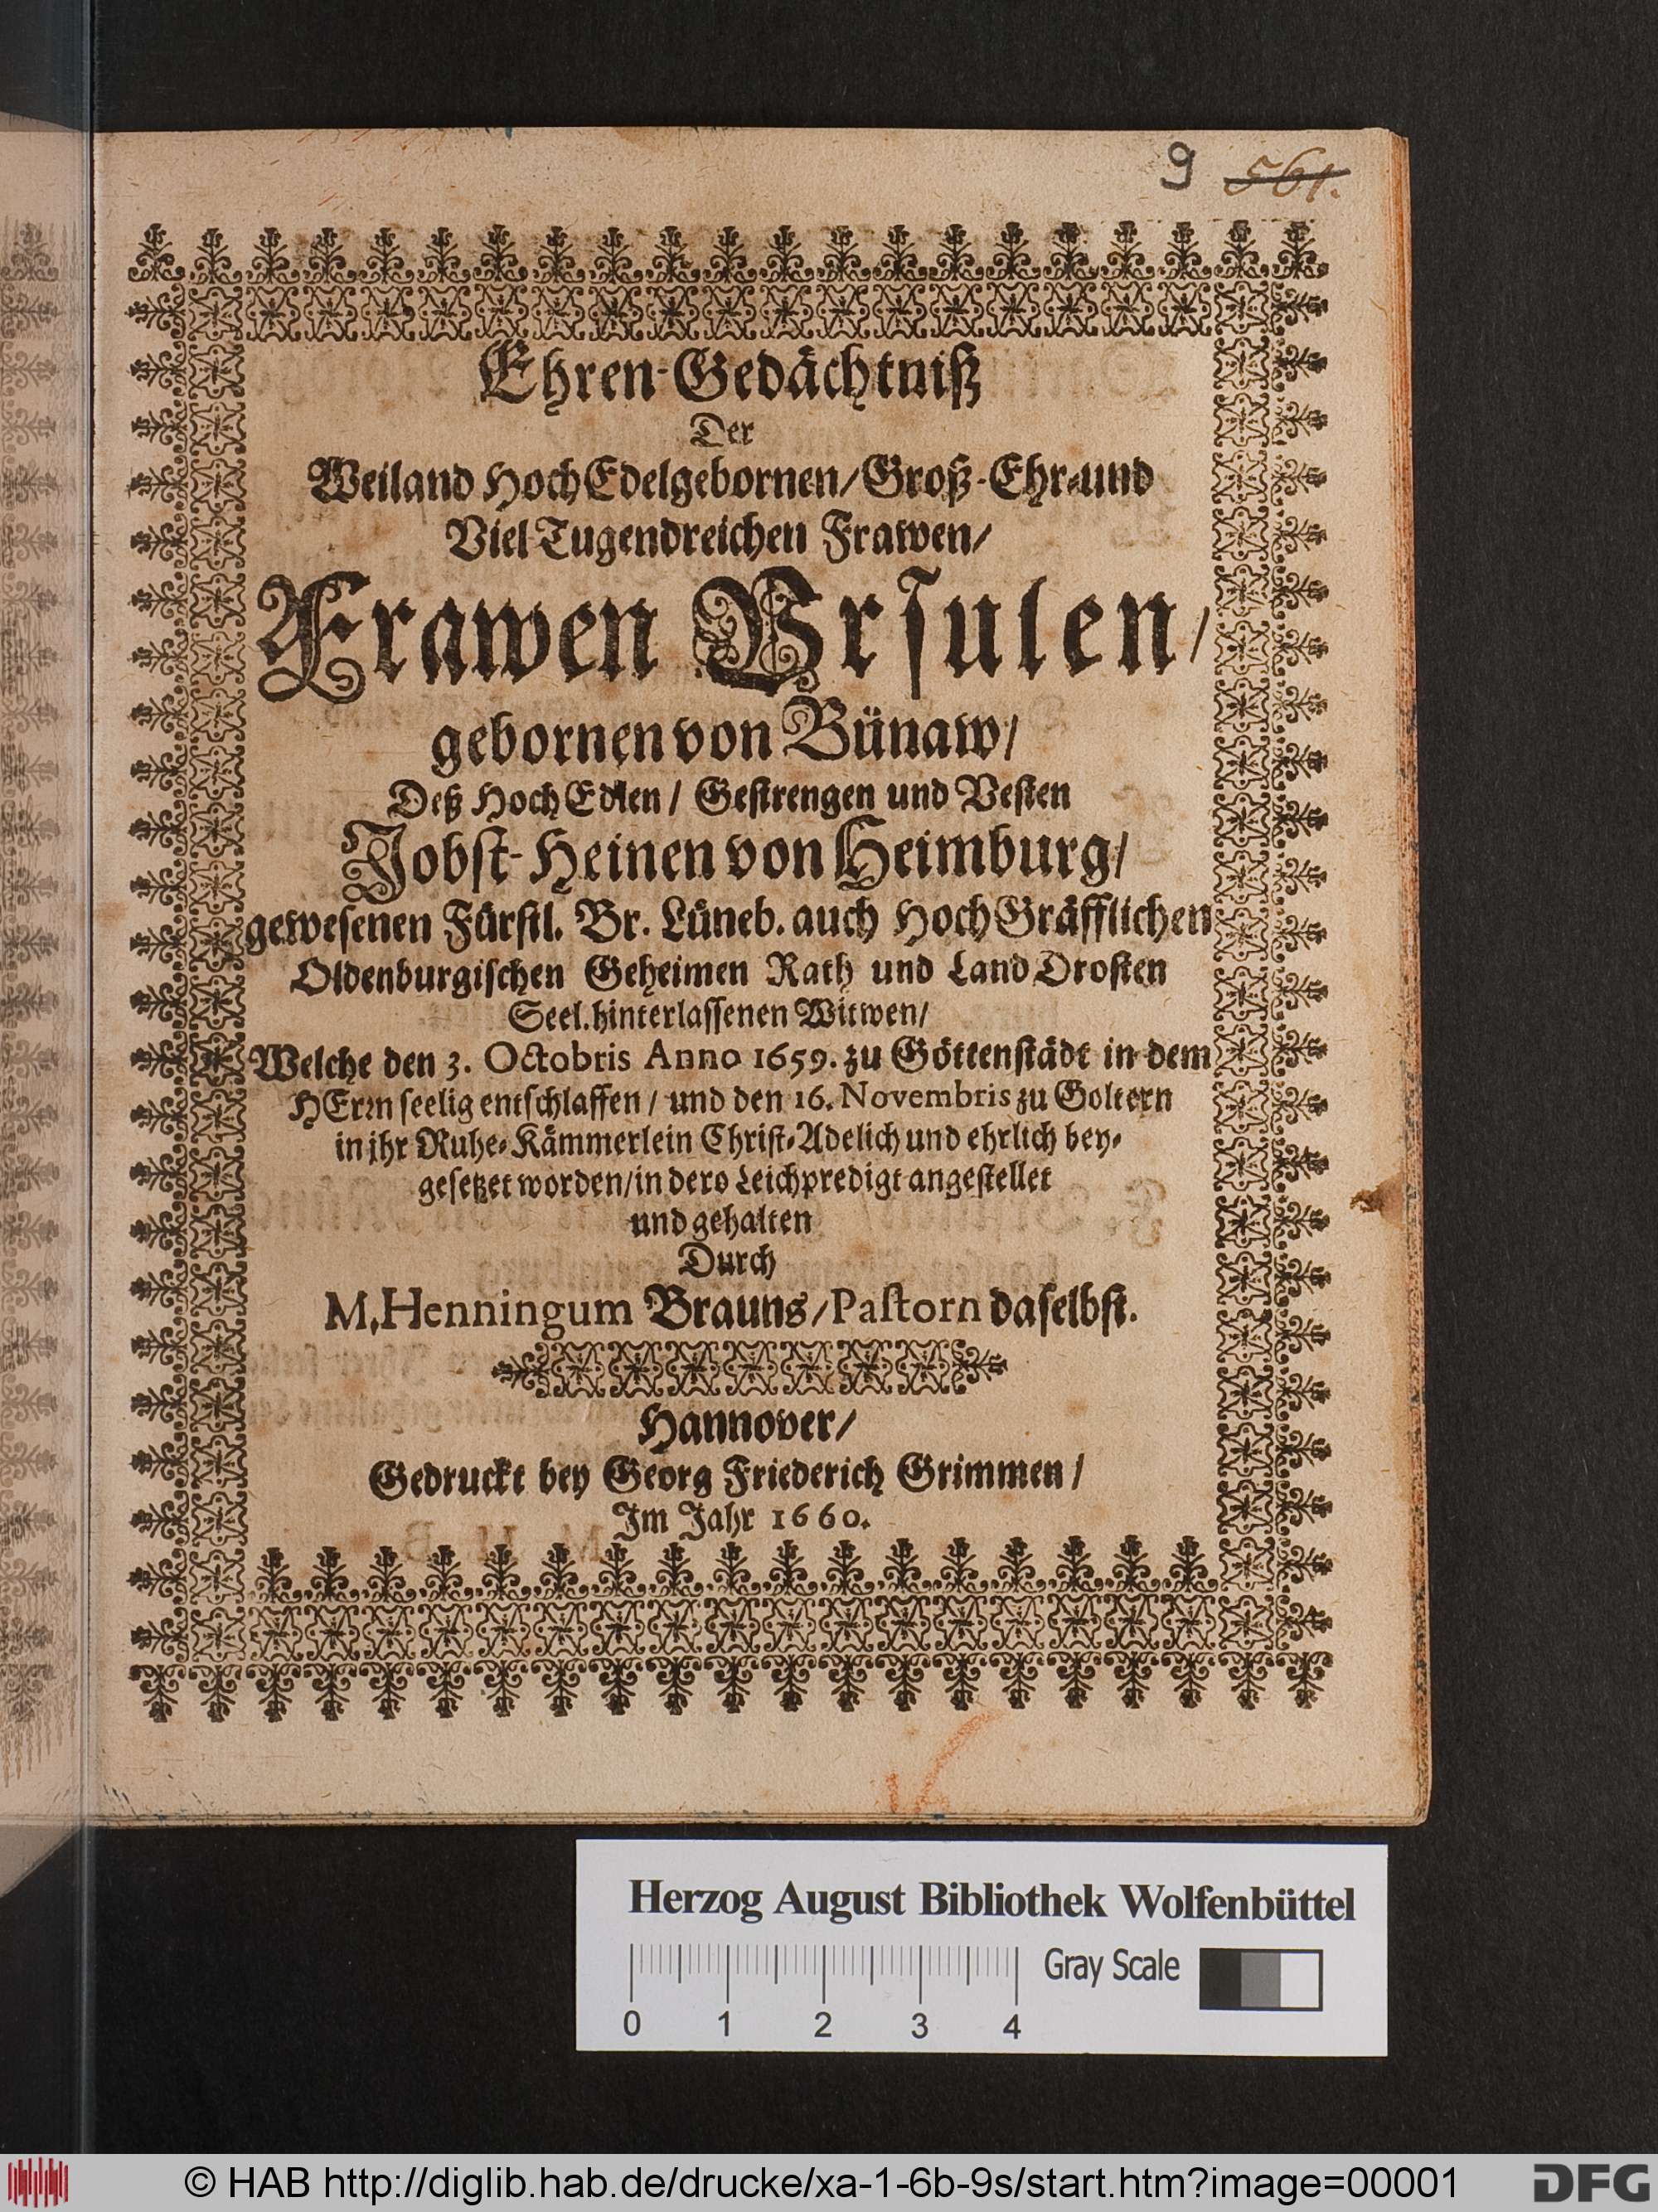 9 561.
Ehren-Gedächtniß
Der
Weiland HochEdelgebornen/Groß-Ehr-und
Viel Tugendreichen Frawen/
Frawen Vrsulen/
gebornen von Bünaw/
Deß HochEdlen/ Gestrengen und Vesten
Jobst-Heinen von Heimburg/
gewesenen Fürstl. Br. Lüneb. auch HochGräfflichen
Oldenburgischen Geheimen Rath und LandDrosten
Seel. hinterlassenen Witwen/
Welche den 3. Octobris Anno 1659. zu Göttenstädt in dem
HErrn seelig entschlaffen/ und den 16. Novembris zu Goltern
in jhr Ruhe-Kämmerlein Christ-Adelich und ehrlich bey-
gesetzet worden/in dero Leichpredigt angestellet
und gehalten
Durch
M. Henningum Brauns/Pastorn daselbst.
Hannover/
Gedruckt bey Georg Friederich Grimmen/
Im Jahr 1660.
Herzog August Bibliothek Wolfenbüttel
Gray Scale
0 1 2 3 4
© HAB http://diglib.hab.de/drucke/xa-1-6b-9s/start.htm?image=00001
DFG